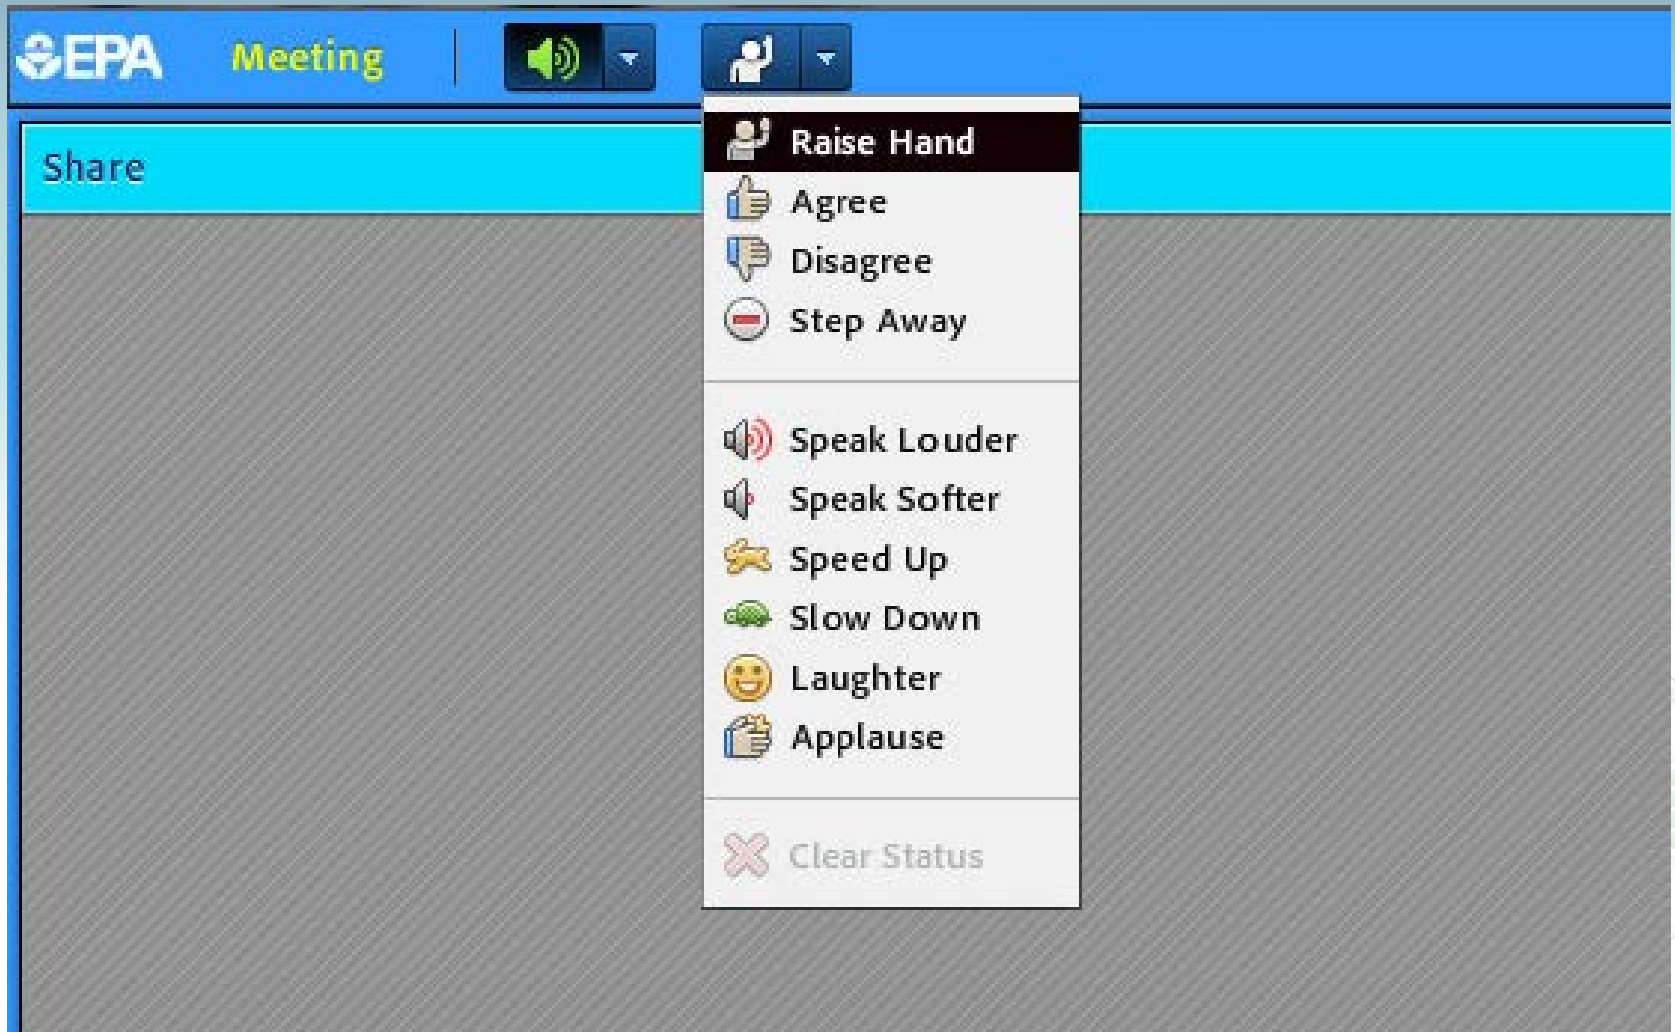 EPA Meeting
Share
Raise Hand
Agree
Disagree
Step Away
Speak Louder
Speak Softer
Speed Up
Slow Down
Laughter
Applause
Clear Status